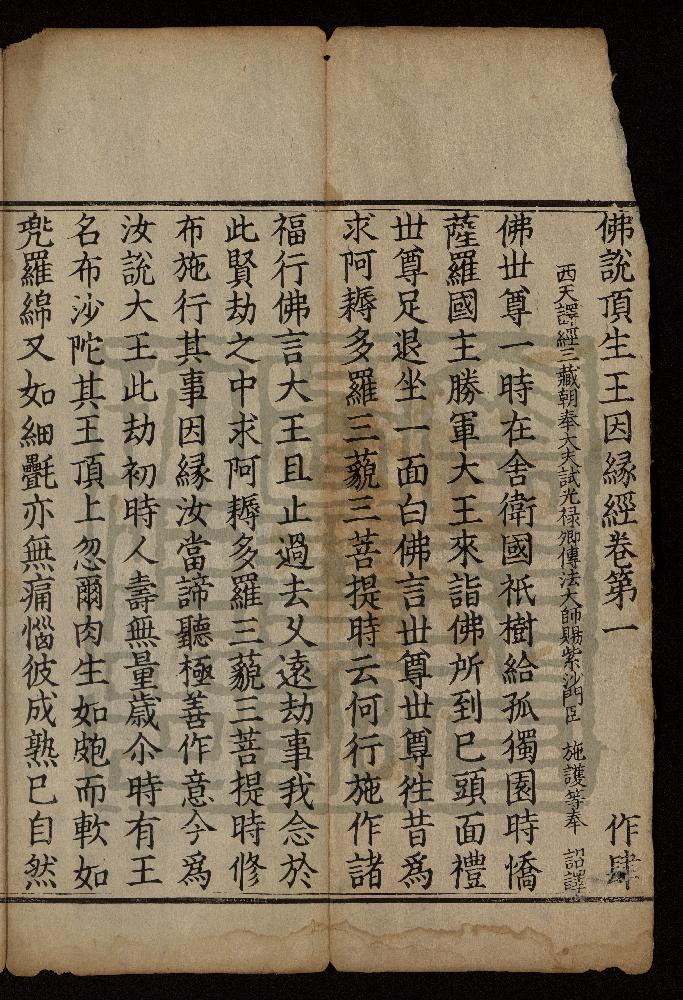 佛說頂生王因緣經卷第一　作肆
西天譯經三藏朝奉大夫試光祿卿傳法大師賜紫沙門臣　施護等奉　詔譯
佛世尊一時在舍衛國祇樹給孤獨園時憍
薩羅國主勝軍大王來詣佛所到已頭面禮
世尊足退坐一面白佛言世尊世尊往昔為
求阿耨多羅三藐三菩提時云何行施作諸
福行佛言大王且止過去久遠劫事我念於
此賢劫之中求阿耨多羅三藐三菩提時修
布施行其事因緣汝當諦聽極善作意今爲
汝說大王此劫初時人壽無量歲尒時有王
名布沙陀其王頂上忽爾肉生如皰而軟如
兠羅綿又如細㲲亦無痛惱彼成熟已自然